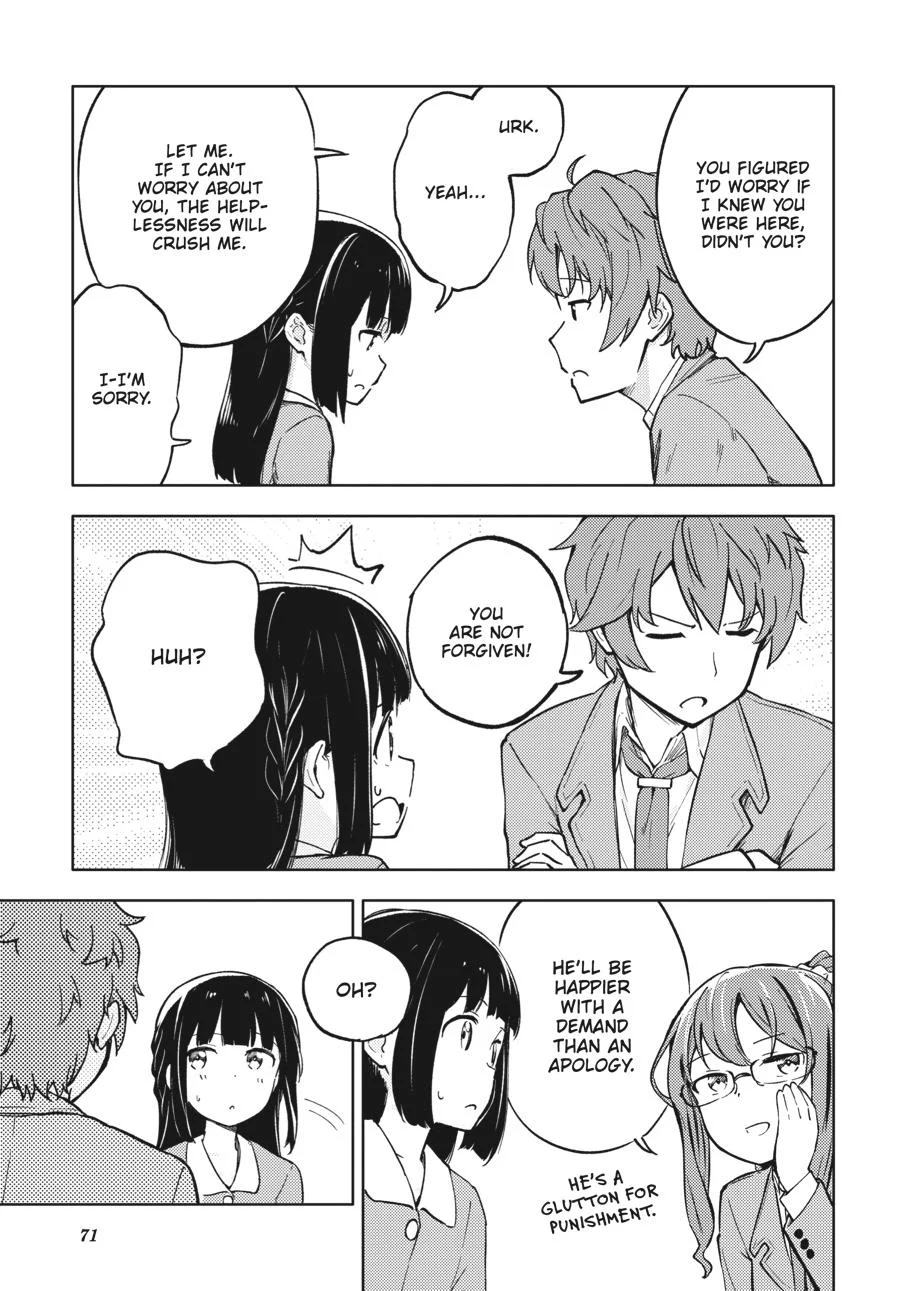 YOU FIGURED
I'D WORRY IF
I KNEW YOU
WERE HERE,
DIDN'T YOU?
URK.
YEAH...
LET ME.
IF I CAN'T
WORRY ABOUT
YOU, THE HELP-
LESSNESS WILL
CRUSH ME.
I-I'M
SORRY.
YOU
ARE NOT
FORGIVEN!
HUH?
HE'LL BE
HAPPIER
WITH A
DEMAND
THAN AN
APOLOGY.
HE'S A
GLUTTON FOR
PUNISHMENT.
OH?
71